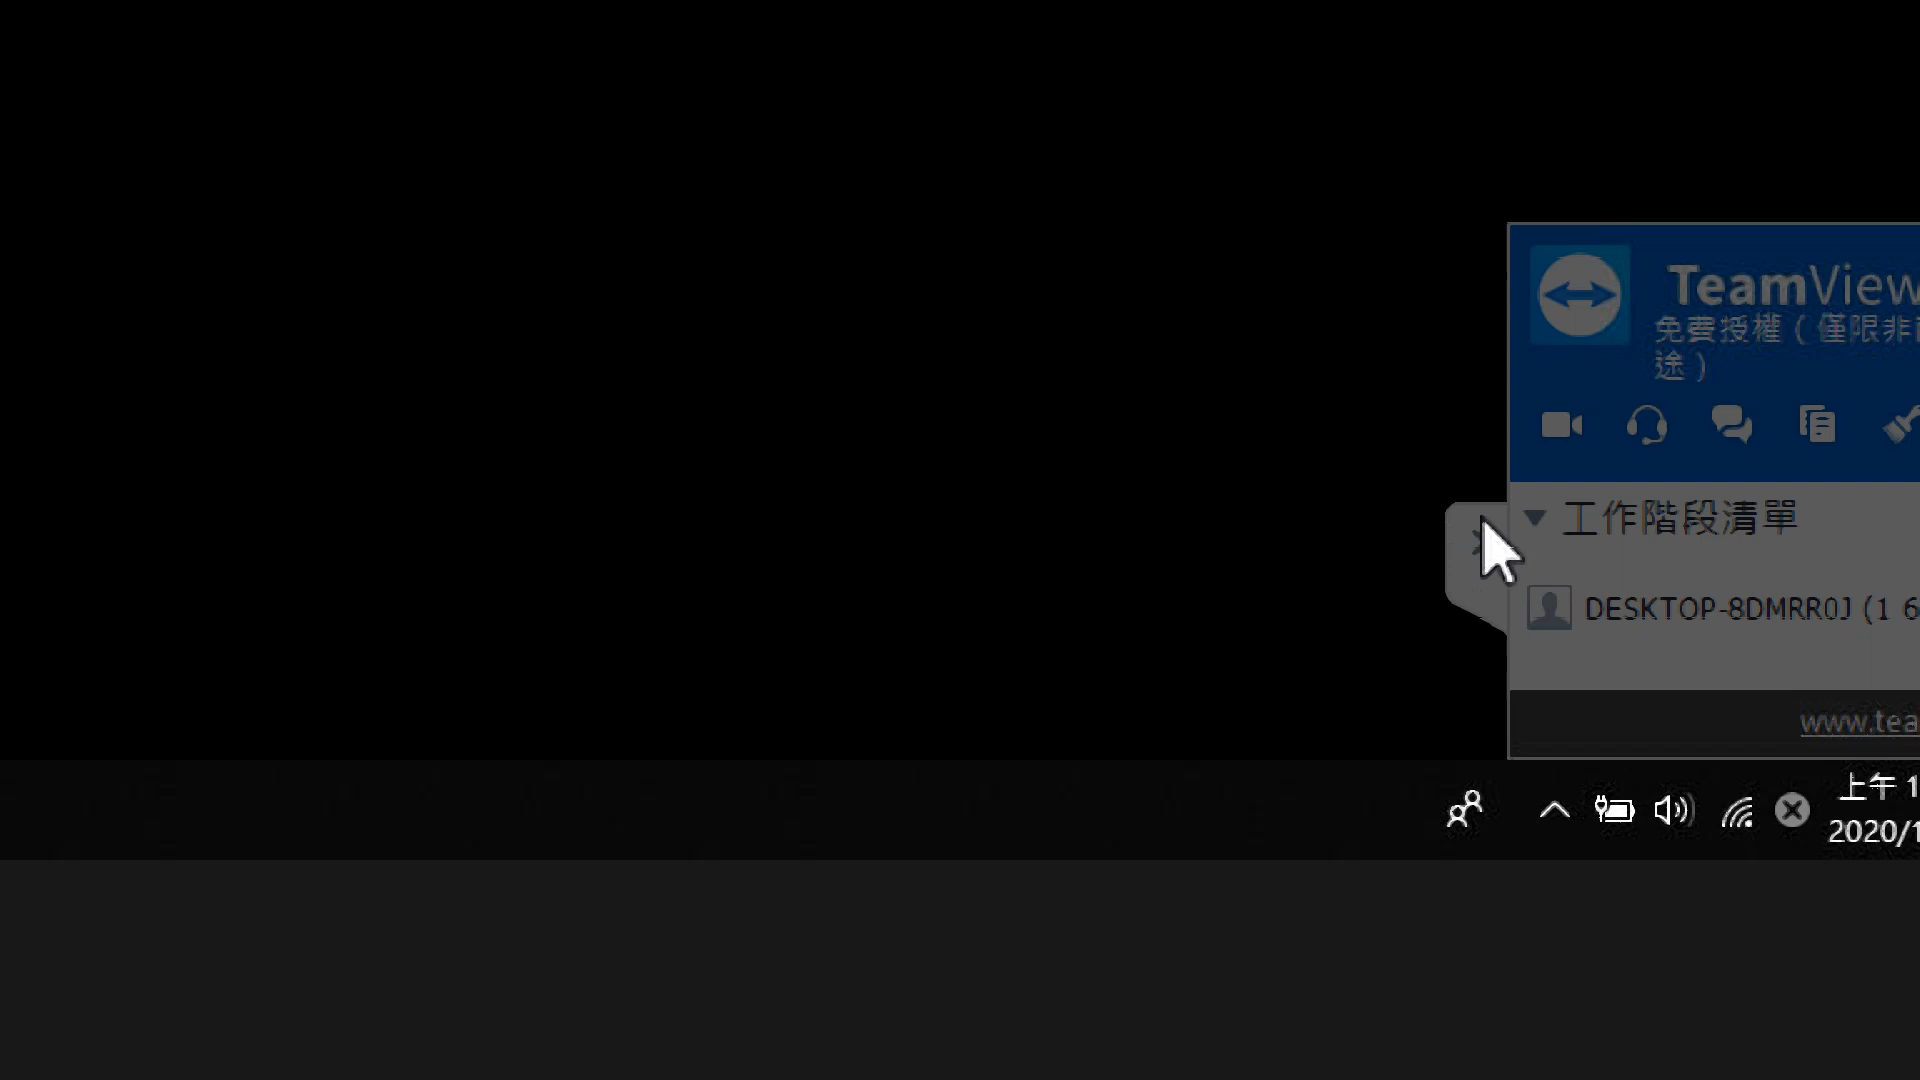 TeamView
免費授權（僅限非
途）
工作階段清單
DESKTOP-8DMRR0J (1 6
www.tea
上午 1
2020/1